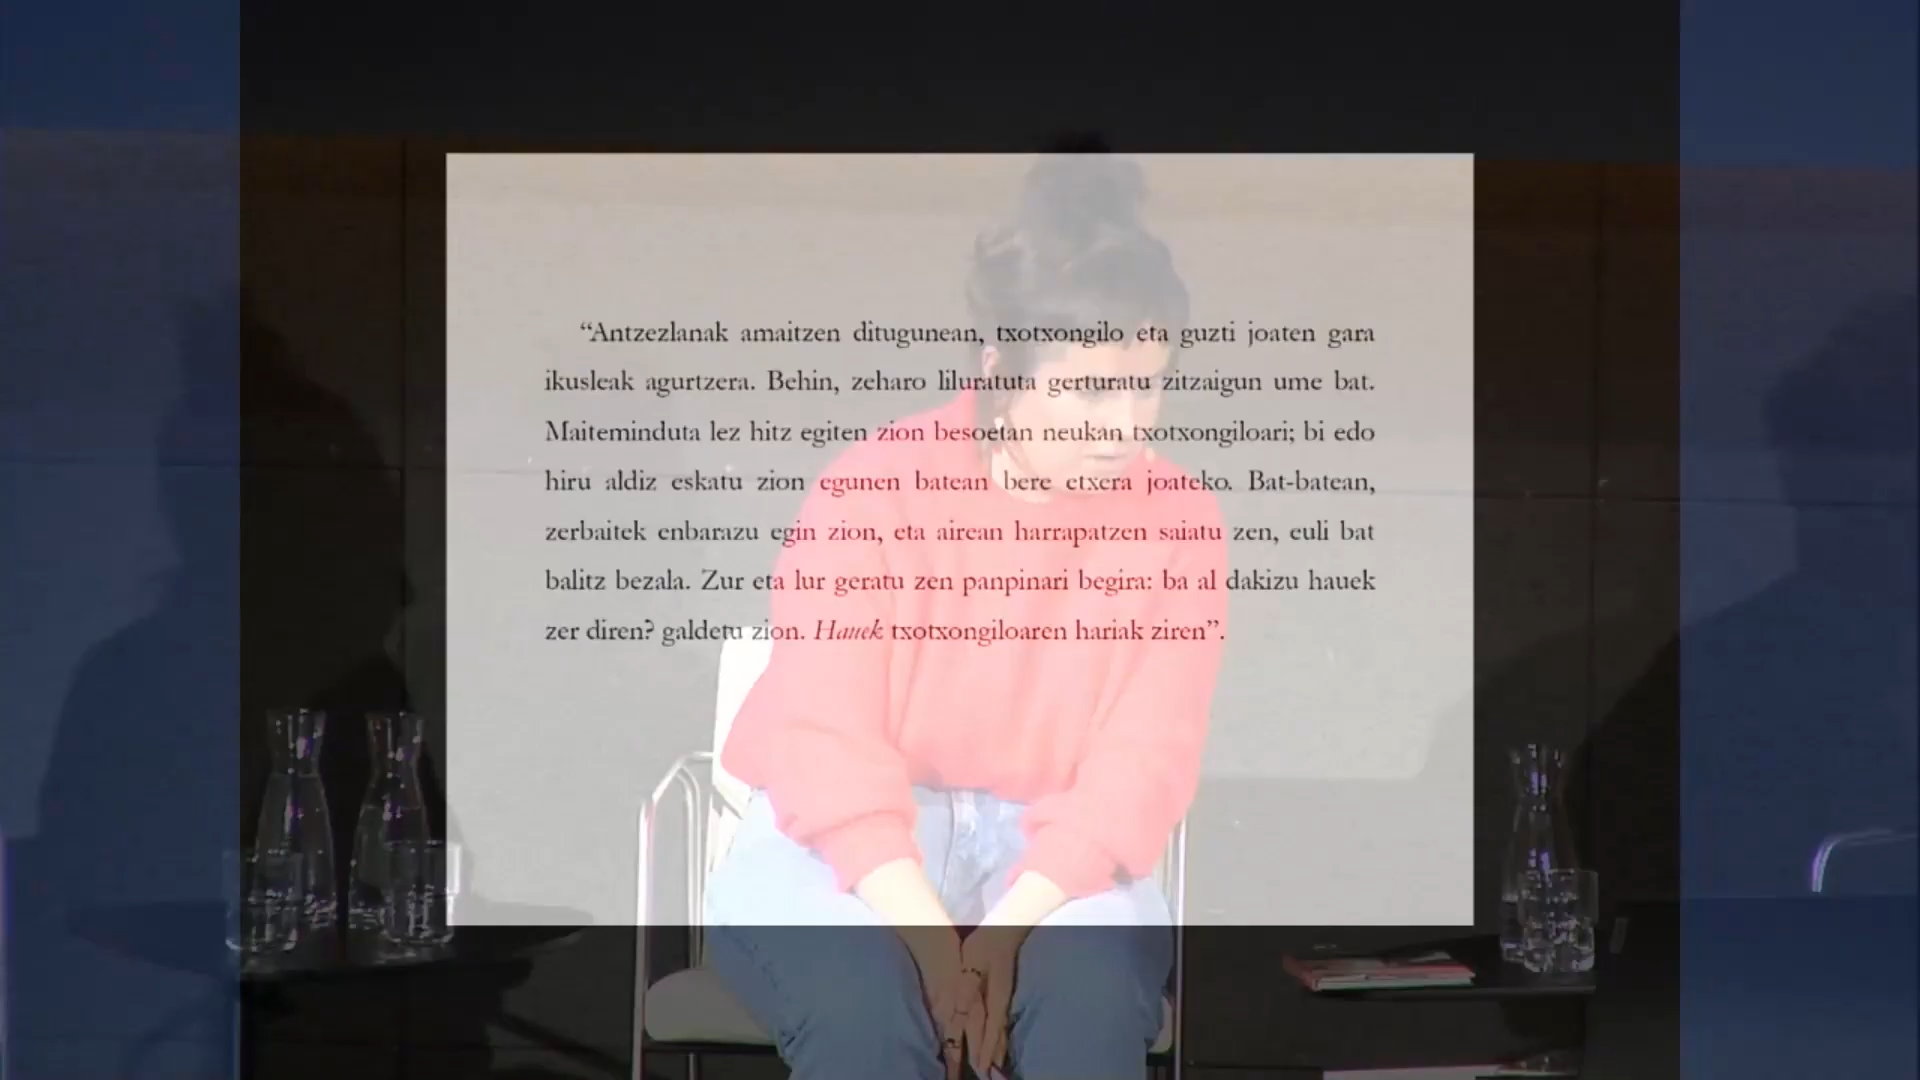 “Antzezlanak amaitzen ditugunean, txotxongilo eta guzti joaten gara
ikusleak agurtzera. Behin, zeharo liluratuta gerturatu zitzaigun ume bat.
Maiteminduta lez hitz egiten zion besoetan neukan txotxongiloari; bi edo
hiru aldiz eskatu zion egunen batean bere etxera joateko. Bat-batean,
zerbaitek enbarazu egin zion, eta airean harrapatzen saiatu zen, euli bat
balitz bezala. Zur eta lur geratu zen panpinari begira: ba al dakizu hauek
zer diren? galdetu zion. Hauek txotxongiloaren hariak ziren”.